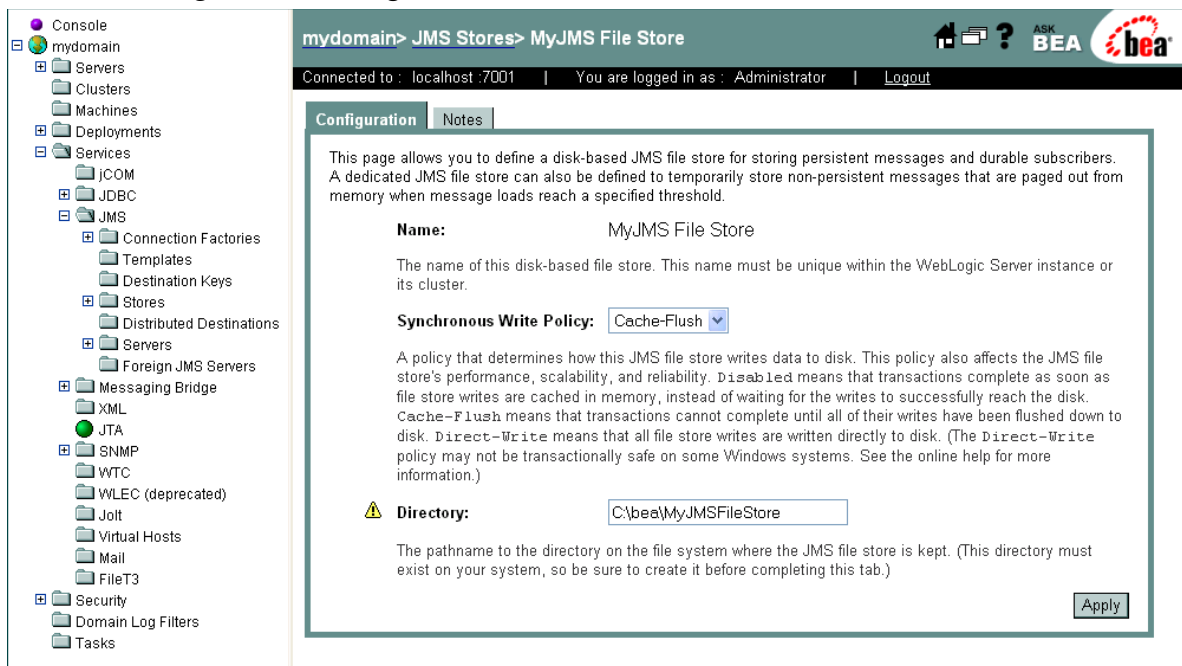 Console
mydomain
Servers
Clusters
Machines
Deployments
Services
jCOM
JDBC
JMS
Connection Factories
Templates
Destination Keys
Stores
Distributed Destinations
Servers
Foreign JMS Servers
Messaging Bridge
XML
JTA
SNMP
WTC
WLEC (deprecated)
Jolt
Virtual Hosts
Mail
FileT3
Security
Domain Log Filters
Tasks
mydomain> JMS Stores> MyJMS File Store
? ASK BEA bea
Connected to : localhost :7001 | You are logged in as : Administrator | Logout
Configuration Notes
This page allows you to define a disk-based JMS file store for storing persistent messages and durable subscribers.
A dedicated JMS file store can also be defined to temporarily store non-persistent messages that are paged out from
memory when message loads reach a specified threshold.
Name: MyJMS File Store
The name of this disk-based file store. This name must be unique within the WebLogic Server instance or
its cluster.
Synchronous Write Policy: Cache-Flush
A policy that determines how this JMS file store writes data to disk. This policy also affects the JMS file
store's performance, scalability, and reliability. Disabled means that transactions complete as soon as
file store writes are cached in memory, instead of waiting for the writes to successfully reach the disk.
Cache-Flush means that transactions cannot complete until all of their writes have been flushed down to
disk. Direct-Write means that all file store writes are written directly to disk. (The Direct-Write
policy may not be transactionally safe on some Windows systems. See the online help for more
information.)
Directory: C:\bea\MyJMSFileStore
The pathname to the directory on the file system where the JMS file store is kept. (This directory must
exist on your system, so be sure to create it before completing this tab.)
Apply